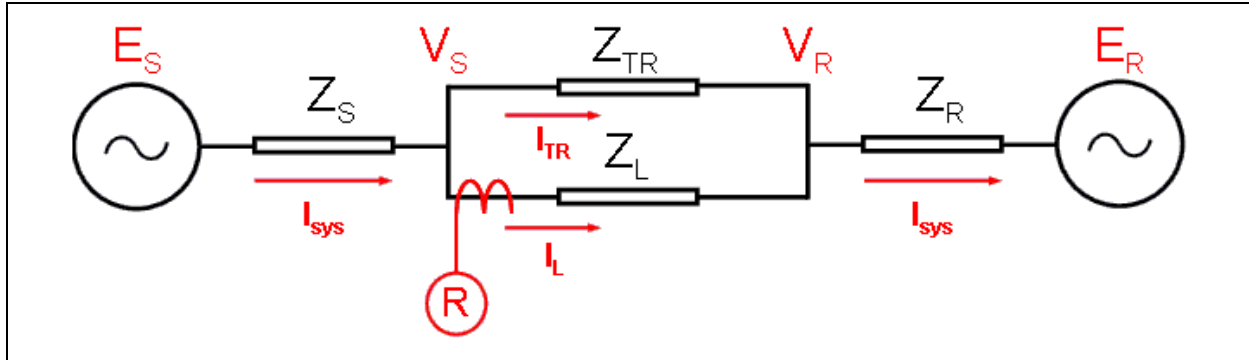 E_S V_S Z_TR V_R E_R
Z_S Z_R
I_TR
Z_L
I_sys I_sys
I_L
R